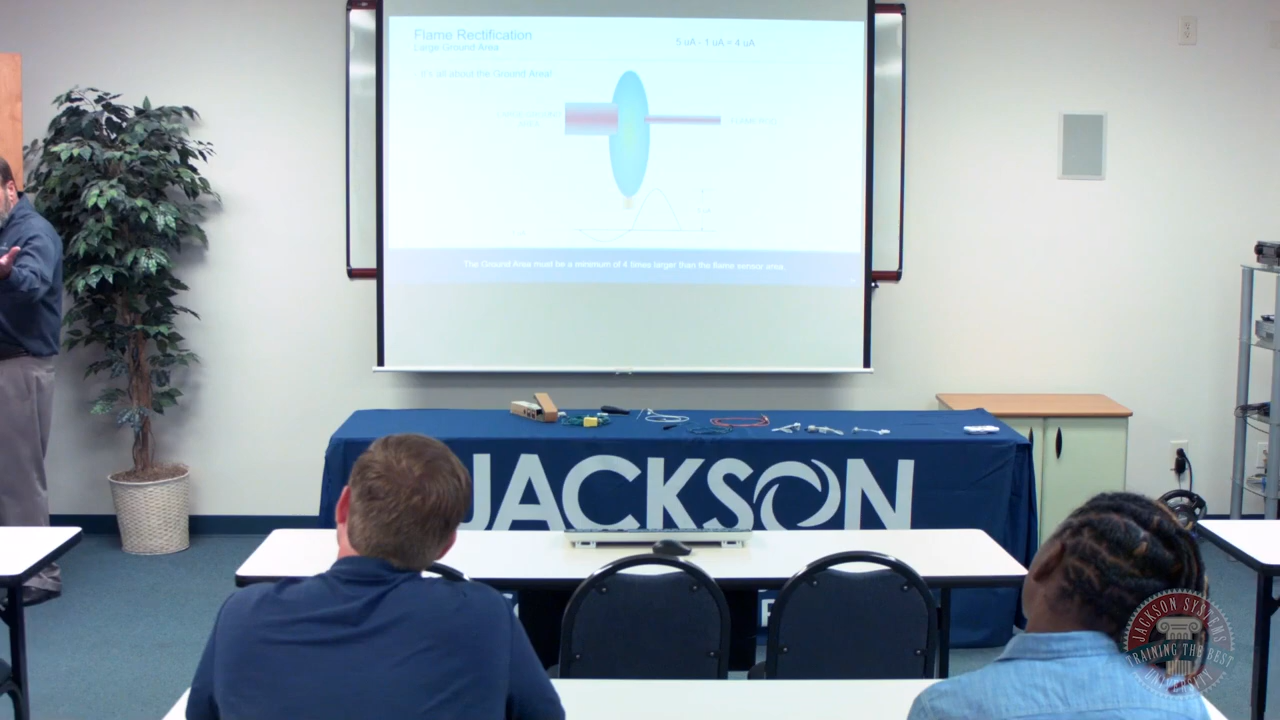 Flame Rectification
Large Ground Area
5 uA - 1 uA = 4 uA
It's all about the Ground Area!
The Ground Area must be a minimum of 4 times larger than the flame sensor area.
JACKSON
JACKSON SYSTEMS
TRAINING THE BEST
UNIVERSITY